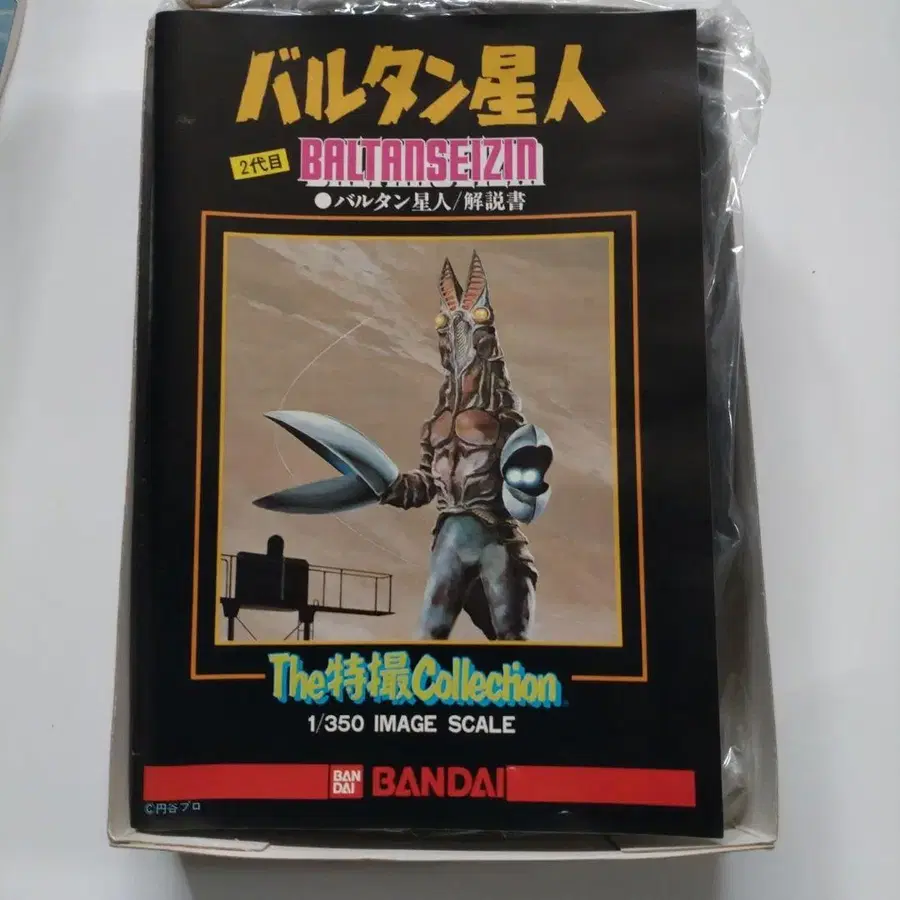 バルタン星人
2代目 BALTANSEIZIN
●バルタン星人/解説書
The特撮Collection
1/350 IMAGE SCALE
BAN
DAI
BANDAI
©円谷プロ